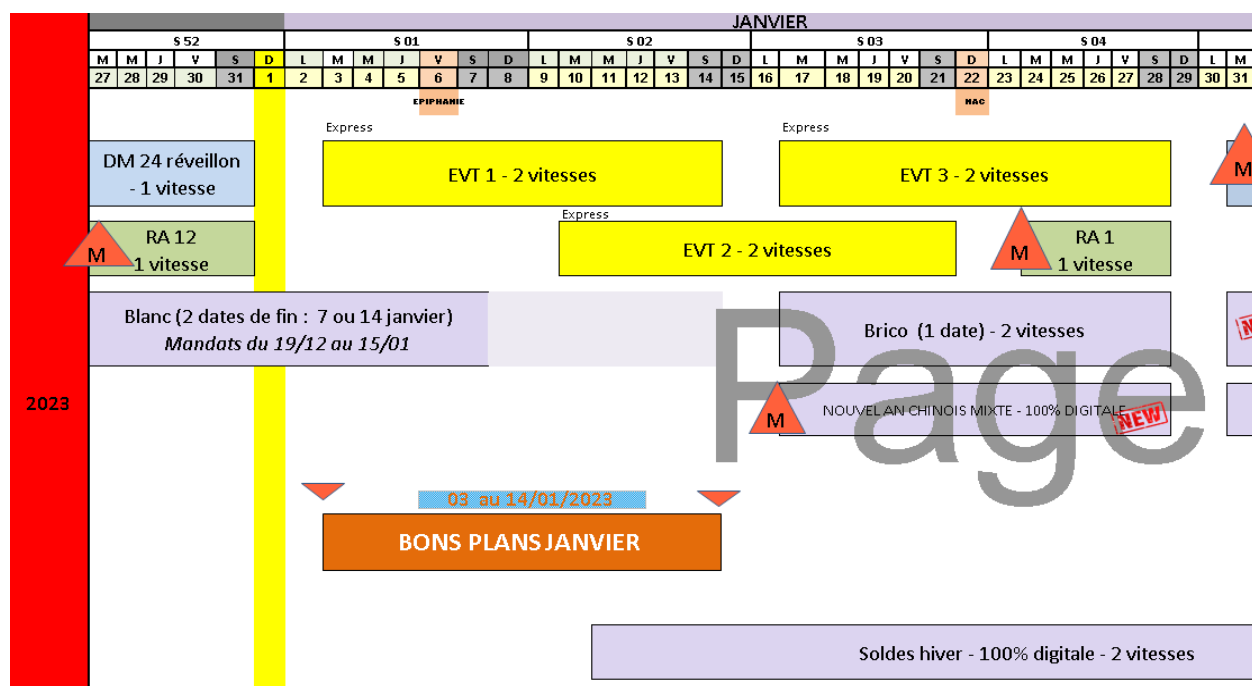 JANVIER
S 52 S 01 S 02 S 03 S 04
M M J V S D L M M J V S D L M M J V S D L M M J V S D L M M J V S D L M
27 28 29 30 31 1 2 3 4 5 6 7 8 9 10 11 12 13 14 15 16 17 18 19 20 21 22 23 24 25 26 27 28 29 30 31
EPIPHANIE NAC
Express Express
DM 24 réveillon
- 1 vitesse
EVT 1 - 2 vitesses
EVT 3 - 2 vitesses
M
Express
M
RA 12
1 vitesse
EVT 2 - 2 vitesses
M
RA 1
1 vitesse
Blanc (2 dates de fin : 7 ou 14 janvier)
Mandats du 19/12 au 15/01
Brico (1 date) - 2 vitesses
Page
2023
M
NOUVEL AN CHINOIS MIXTE - 100% DIGITALE
NEW
03 au 14/01/2023
BONS PLANS JANVIER
Soldes hiver - 100% digitale - 2 vitesses